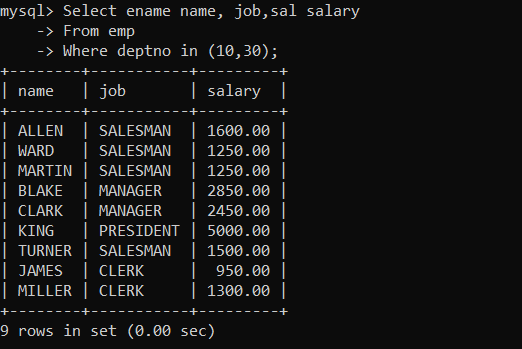 mysql> Select ename name, job,sal salary
    -> From emp
    -> Where deptno in (10,30);
+--------+-----------+---------+
| name   | job       | salary  |
+--------+-----------+---------+
| ALLEN  | SALESMAN  | 1600.00 |
| WARD   | SALESMAN  | 1250.00 |
| MARTIN | SALESMAN  | 1250.00 |
| BLAKE  | MANAGER   | 2850.00 |
| CLARK  | MANAGER   | 2450.00 |
| KING   | PRESIDENT | 5000.00 |
| TURNER | SALESMAN  | 1500.00 |
| JAMES  | CLERK     |  950.00 |
| MILLER | CLERK     | 1300.00 |
+--------+-----------+---------+
9 rows in set (0.00 sec)